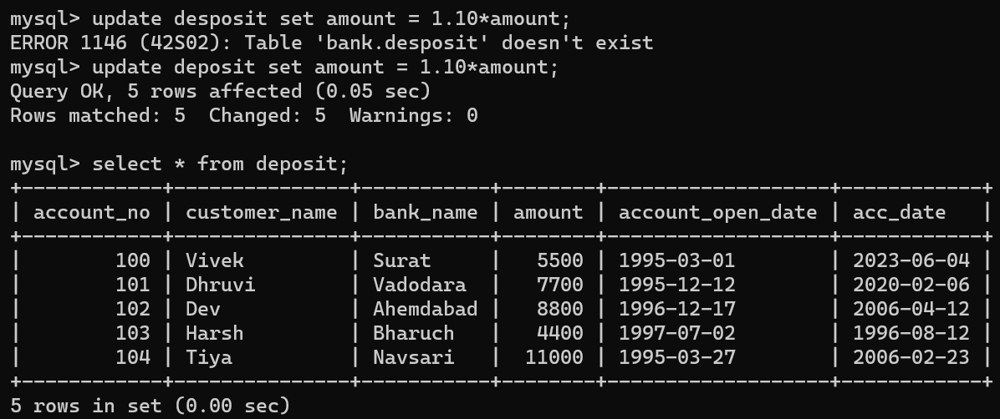 mysql> update desposit set amount = 1.10*amount;
ERROR 1146 (42S02): Table 'bank.desposit' doesn't exist
mysql> update deposit set amount = 1.10*amount;
Query OK, 5 rows affected (0.05 sec)
Rows matched: 5  Changed: 5  Warnings: 0

mysql> select * from deposit;
+------------+---------------+-----------+--------+-------------------+------------+
| account_no | customer_name | bank_name | amount | account_open_date | acc_date   |
+------------+---------------+-----------+--------+-------------------+------------+
|        100 | Vivek         | Surat     |   5500 | 1995-03-01        | 2023-06-04 |
|        101 | Dhruvi        | Vadodara  |   7700 | 1995-12-12        | 2020-02-06 |
|        102 | Dev           | Ahemdabad |   8800 | 1996-12-17        | 2006-04-12 |
|        103 | Harsh         | Bharuch   |   4400 | 1997-07-02        | 1996-08-12 |
|        104 | Tiya          | Navsari   |  11000 | 1995-03-27        | 2006-02-23 |
+------------+---------------+-----------+--------+-------------------+------------+
5 rows in set (0.00 sec)